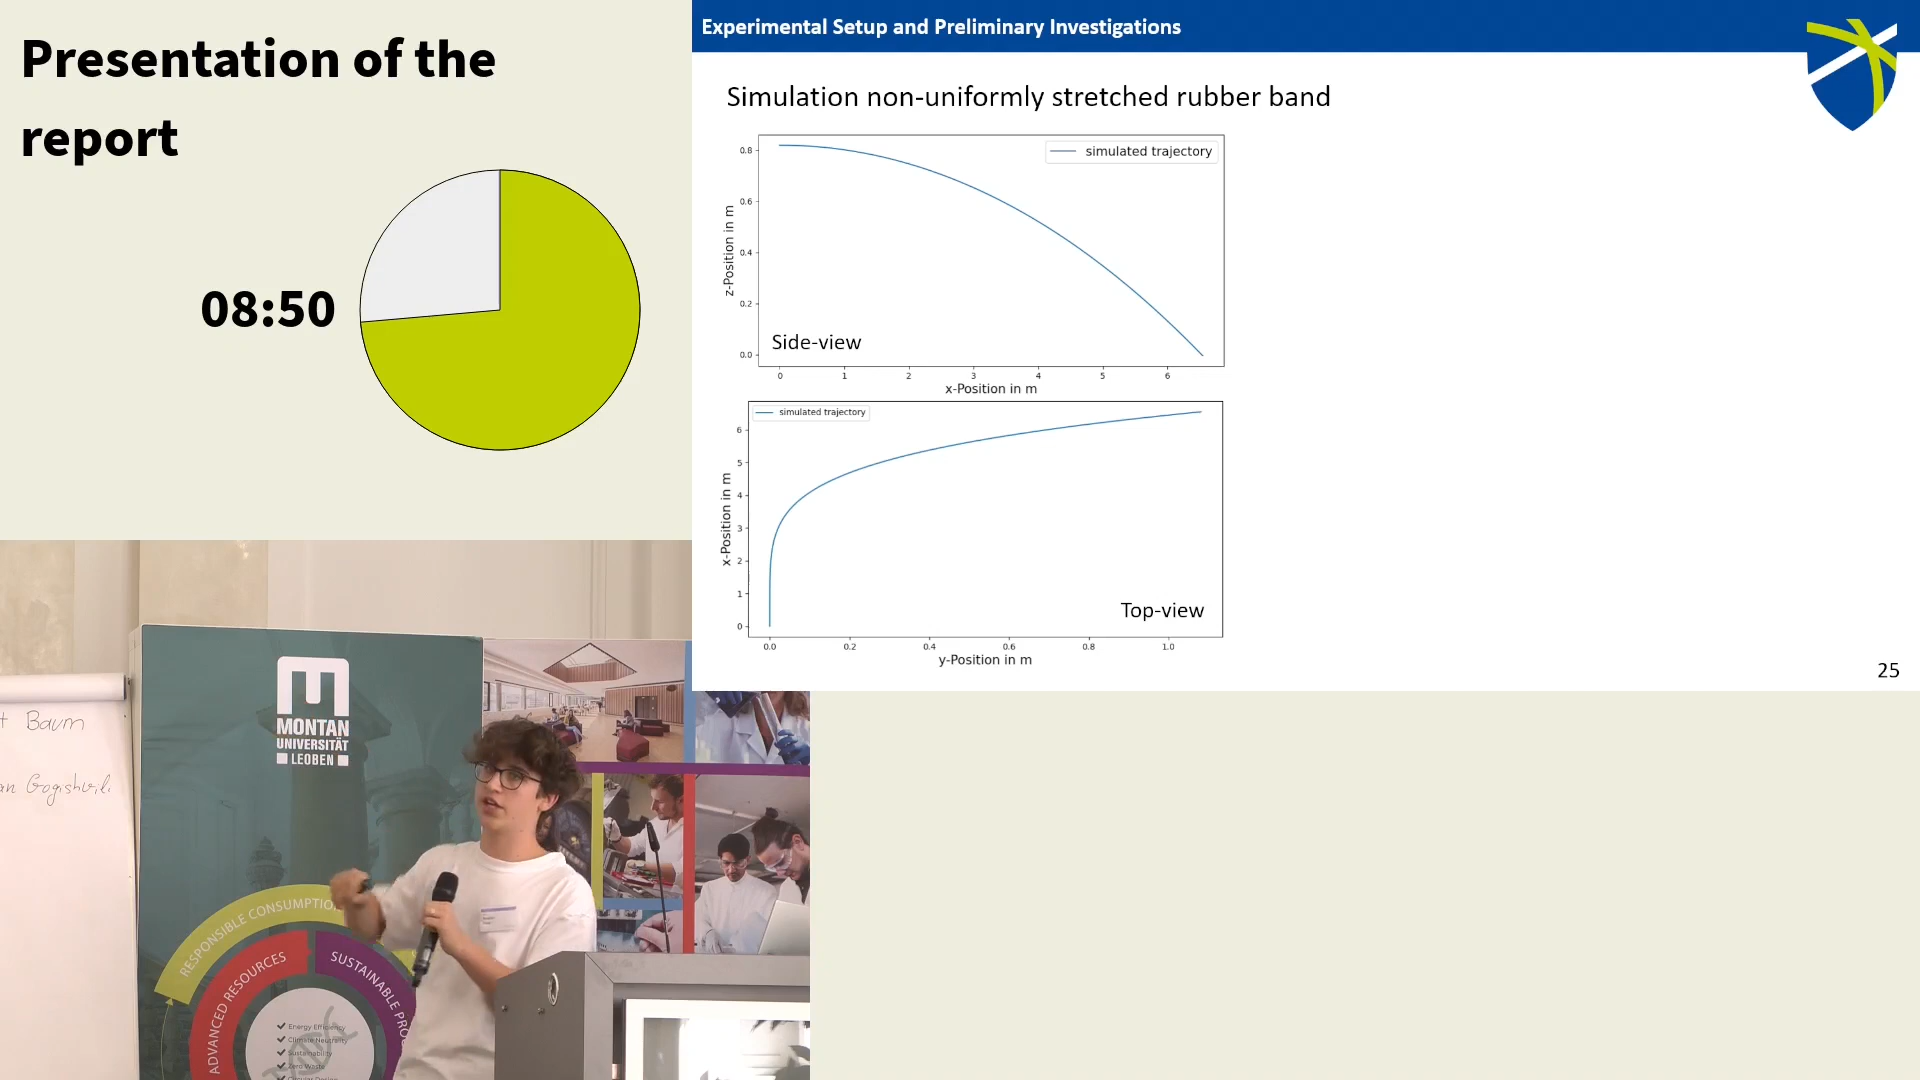 Presentation of the
report
08:50
Experimental Setup and Preliminary Investigations
Simulation non-uniformly stretched rubber band
simulated trajectory
0.8
0.6
0.4
0.2
0.0
z-Position in m
Side-view
0 1 2 3 4 5 6
x-Position in m
simulated trajectory
6
5
4
3
2
1
0
x-Position in m
Top-view
0.0 0.2 0.4 0.6 0.8 1.0
y-Position in m
25
Baum
Gogishvili
MONTAN
UNIVERSITÄT
LEOBEN
RESPONSIBLE
ADVANCED RESOURCES
SUSTAINABLE
Energy Efficiency
Climate Neutrality
Sustainability
Zero Waste